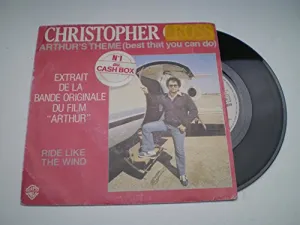 CHRISTOPHER CROSS
ARTHUR'S THEME (best that you can do)
N°1
au
CASH BOX
EXTRAIT
DE LA
BANDE ORIGINALE
DU FILM
"ARTHUR"
RIDE LIKE
THE WIND